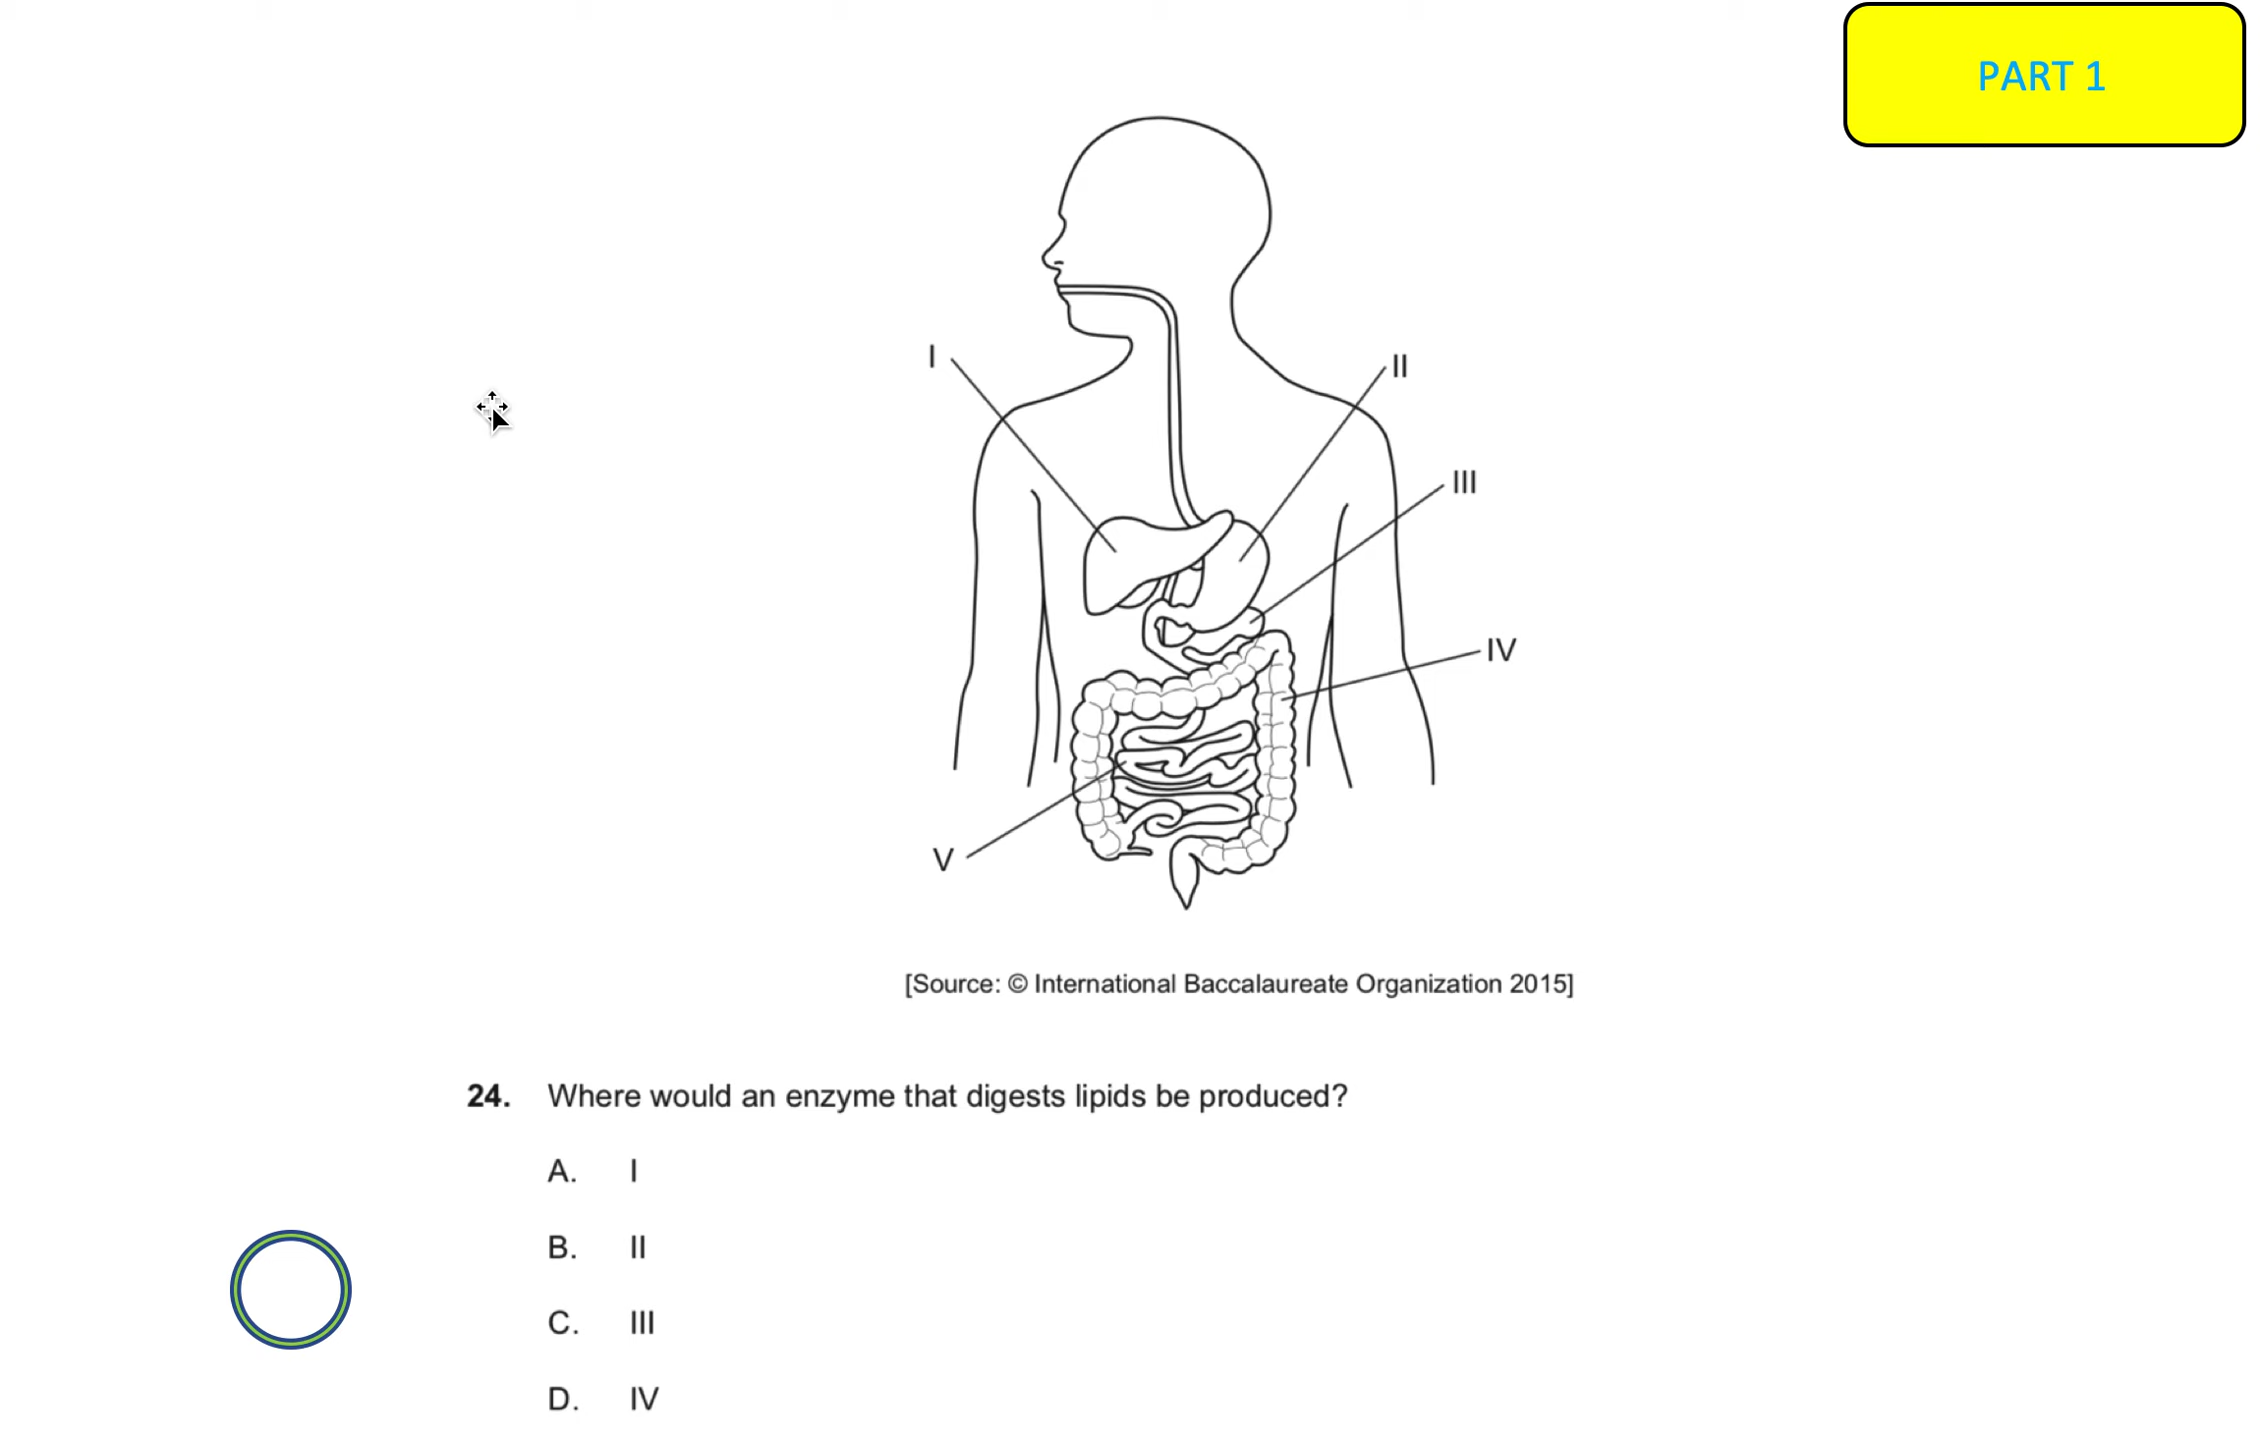 PART 1
I
II
III
IV
V
[Source: © International Baccalaureate Organization 2015]
24. Where would an enzyme that digests lipids be produced?
A. I
B. II
C. III
D. IV